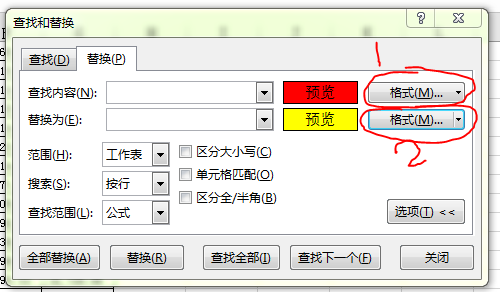 查找和替换
查找(D) 替换(P)
1
查找内容(N): 预览 格式(M)...
替换为(E): 预览 格式(M)...
2
范围(H): 工作表 区分大小写(C)
搜索(S): 按行 单元格匹配(O)
查找范围(L): 公式 区分全/半角(B)
选项(T) <<
全部替换(A) 替换(R) 查找全部(I) 查找下一个(F) 关闭